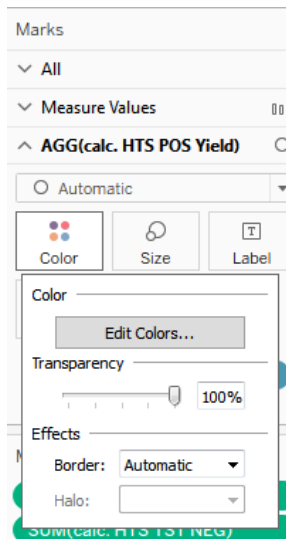 Marks
All
Measure Values
AGG(calc. HTS POS Yield)
Automatic
Color Size Label
Color
Edit Colors...
Transparency
100%
Effects
Border: Automatic
Halo:
SUM(calc. HTS TST NEG)